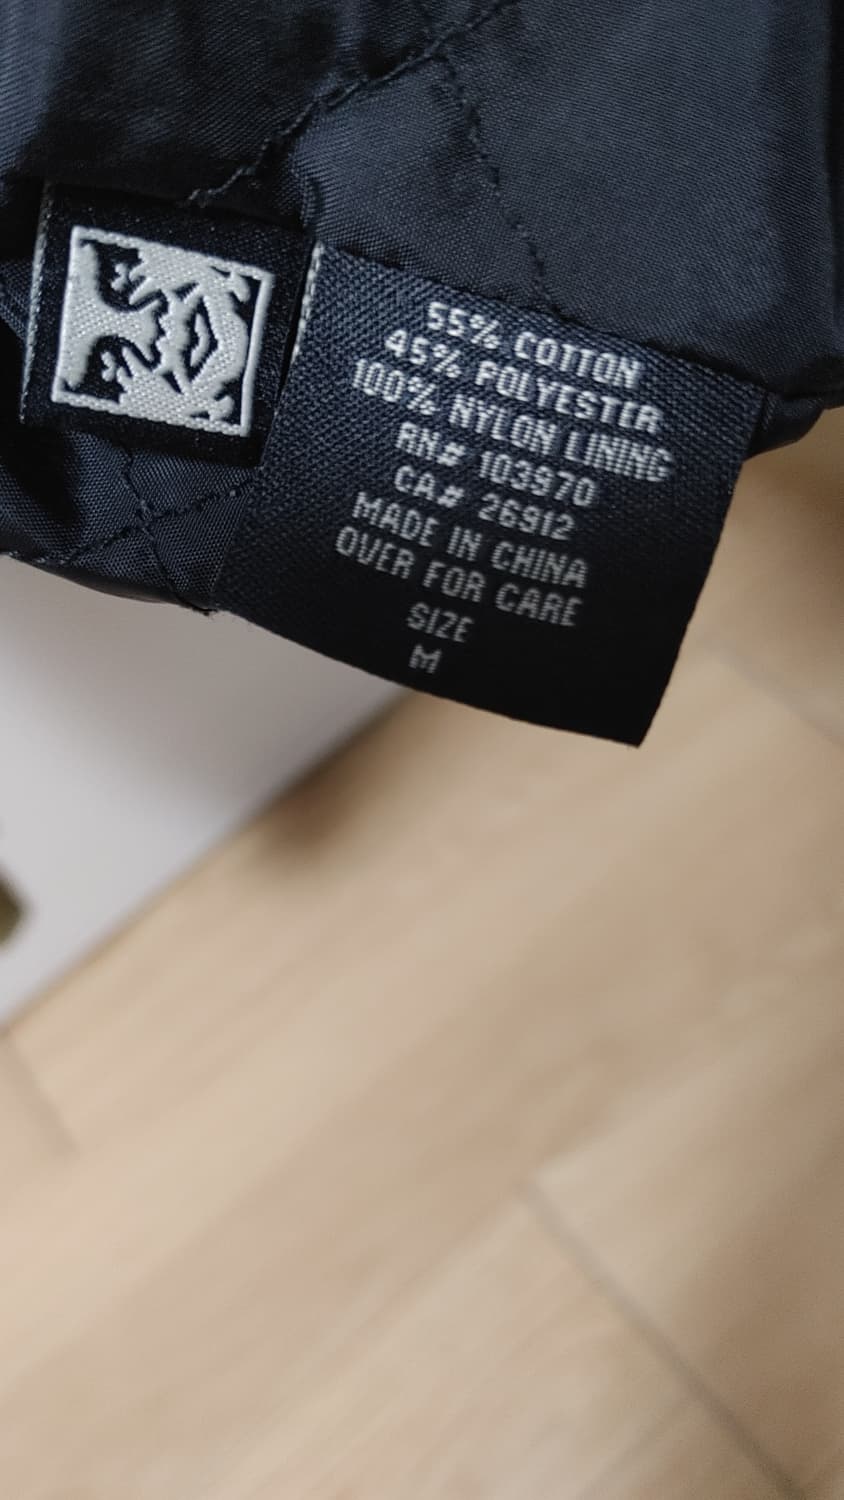 55% COTTON
45% POLYESTER
100% NYLON LINING
RN# 103970
CA# 26912
MADE IN CHINA
OVER FOR CARE
SIZE
M